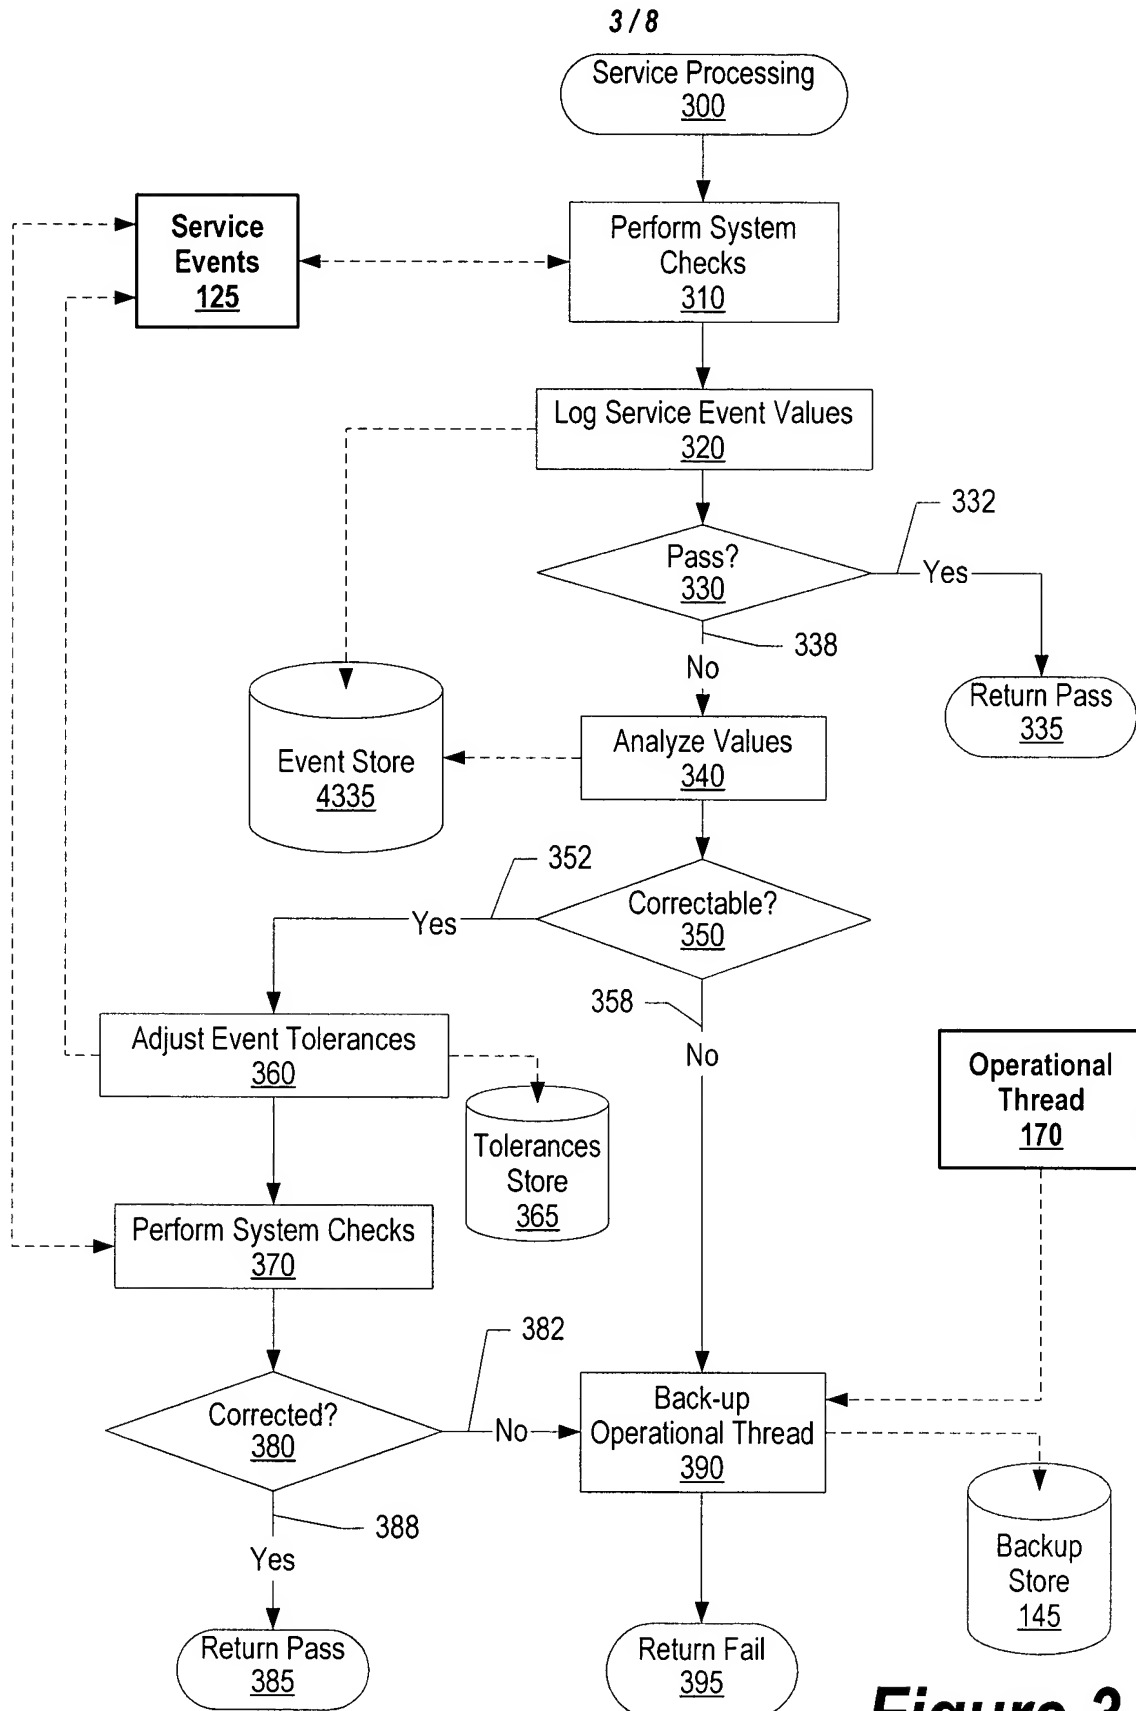 3 / 8
Service Processing
300
Service
Events
125
Perform System
Checks
310
Log Service Event Values
320
332
Pass?
330
Yes
338
No
Return Pass
335
Analyze Values
340
Event Store
4335
352
Correctable?
350
Yes
358
No
Adjust Event Tolerances
360
Operational
Thread
170
Tolerances
Store
365
Perform System Checks
370
382
Corrected?
380
No
Back-up
Operational Thread
390
388
Yes
Backup
Store
145
Return Pass
385
Return Fail
395
Figure 3